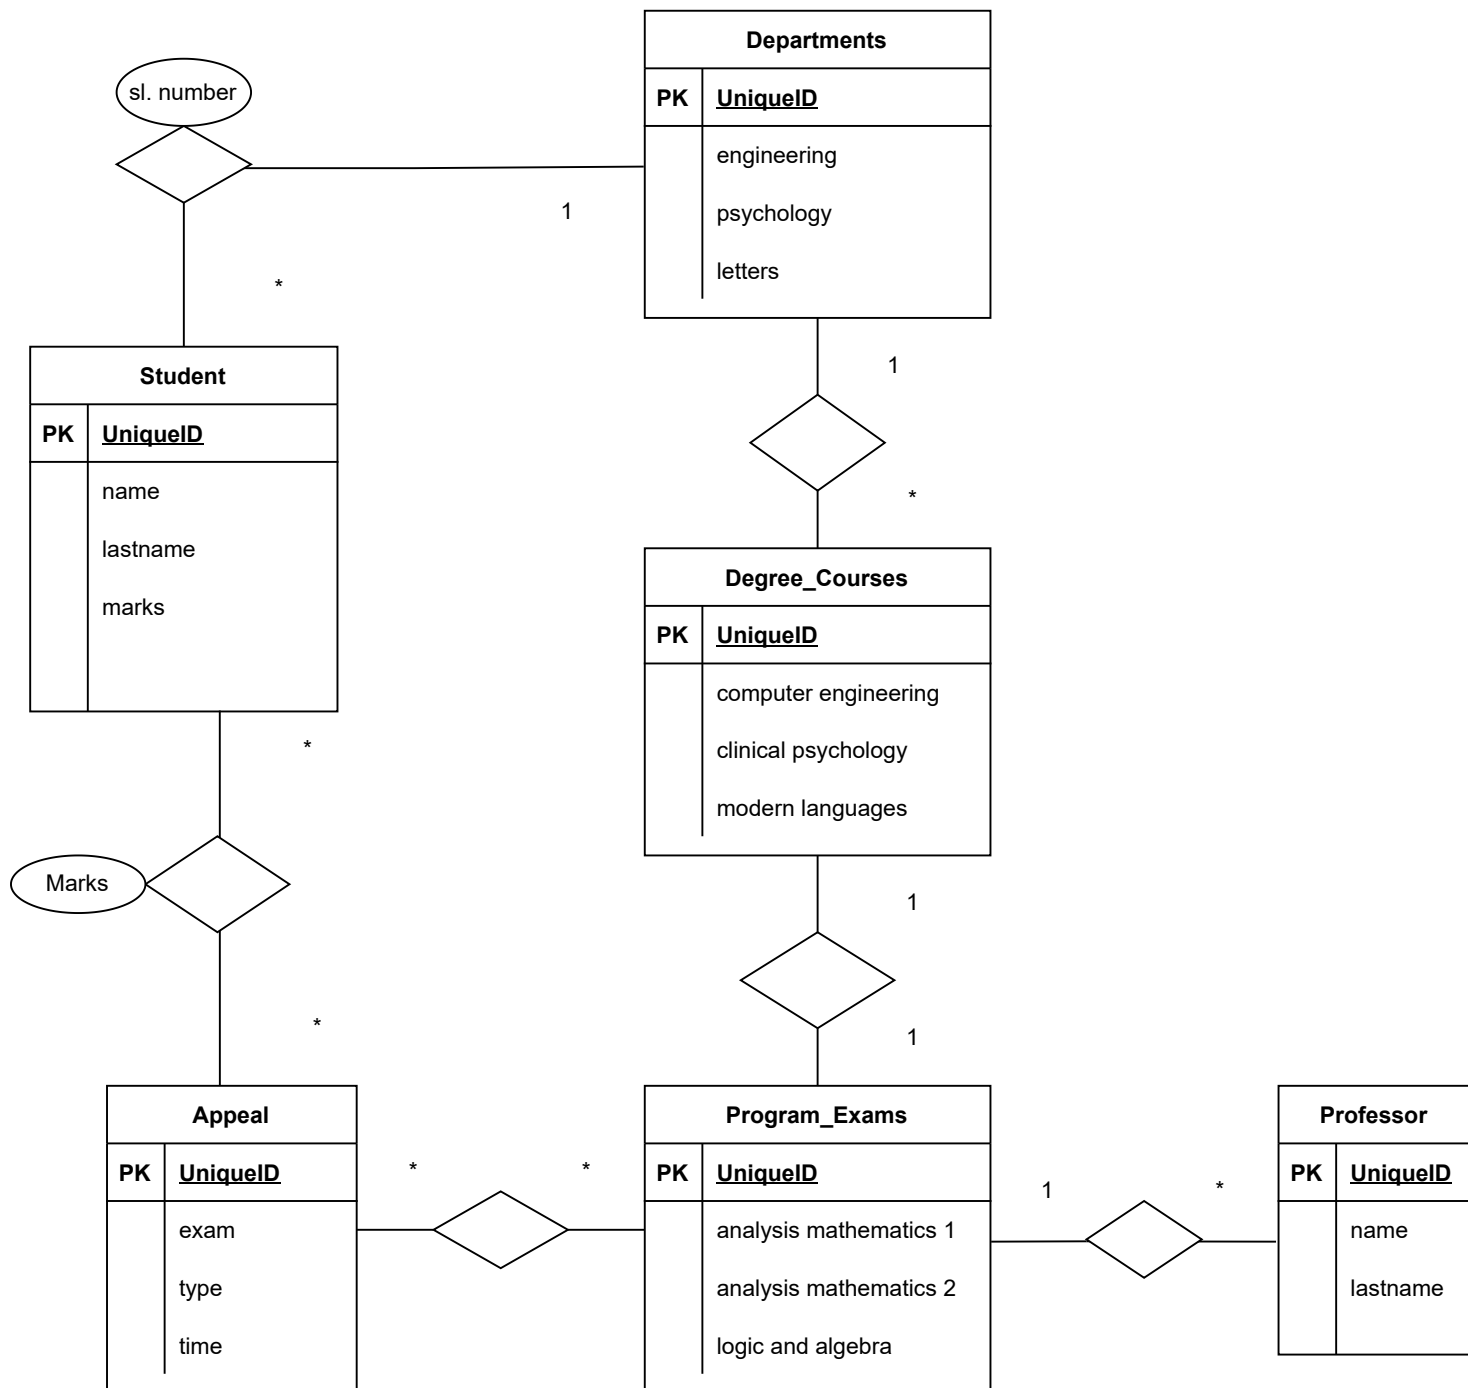 Departments
PK UniqueID
engineering
psychology
letters
sl. number
1
*
Student
PK UniqueID
name
lastname
marks
1
*
Degree_Courses
PK UniqueID
computer engineering
clinical psychology
modern languages
*
Marks
*
1
1
Appeal
PK UniqueID
exam
type
time
*
*
Program_Exams
PK UniqueID
analysis mathematics 1
analysis mathematics 2
logic and algebra
1
*
Professor
PK UniqueID
name
lastname